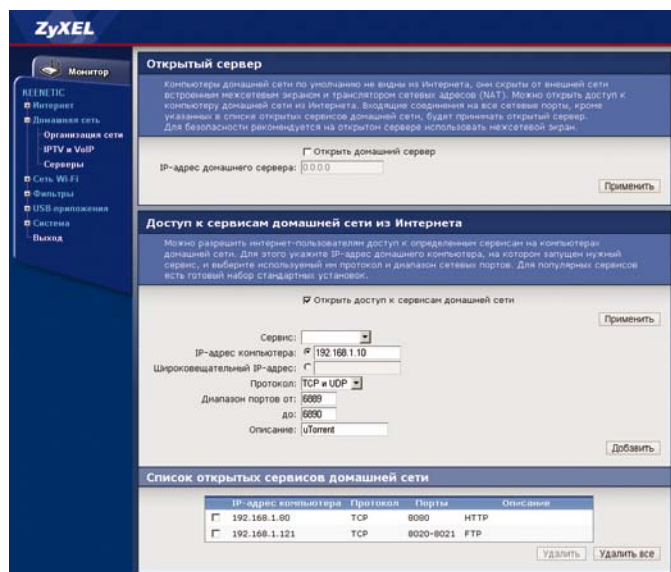 ZyXEL
Монитор
KEENETIC
Интернет
Домашняя сеть
Организация сети
IPTV и VoIP
Серверы
Сеть Wi-Fi
Фильтры
USB-приложения
Система
Выход
Открытый сервер
Компьютеры домашней сети по умолчанию не видны из Интернета, они скрыты от внешней сети
встроенным межсетевым экраном и транслятором сетевых адресов (NAT). Можно открыть доступ к
компьютеру домашней сети из Интернета. Входящие соединения на все сетевые порты, кроме
указанных в списке открытых сервисов домашней сети, будет принимать открытый сервер.
Для безопасности рекомендуется на открытом сервере использовать межсетевой экран.
Открыть домашний сервер
IP-адрес домашнего сервера: 0.0.0.0
Применить
Доступ к сервисам домашней сети из Интернета
Можно разрешить интернет-пользователям доступ к определенным сервисам на компьютерах
домашней сети. Для этого укажите IP-адрес домашнего компьютера, на котором запущен нужный
сервис, и выберите используемый им протокол и диапазон сетевых портов. Для популярных сервисов
есть готовый набор стандартных установок.
Открыть доступ к сервисам домашней сети
Применить
Сервис:
IP-адрес компьютера: 192.168.1.10
Широковещательный IP-адрес:
Протокол: TCP и UDP
Диапазон портов от: 6889
до: 6890
Описание: uTorrent
Добавить
Список открытых сервисов домашней сети
IP-адрес компьютера Протокол Порты Описание
192.168.1.80 TCP 8080 HTTP
192.168.1.121 TCP 8020-8021 FTP
Удалить Удалить все